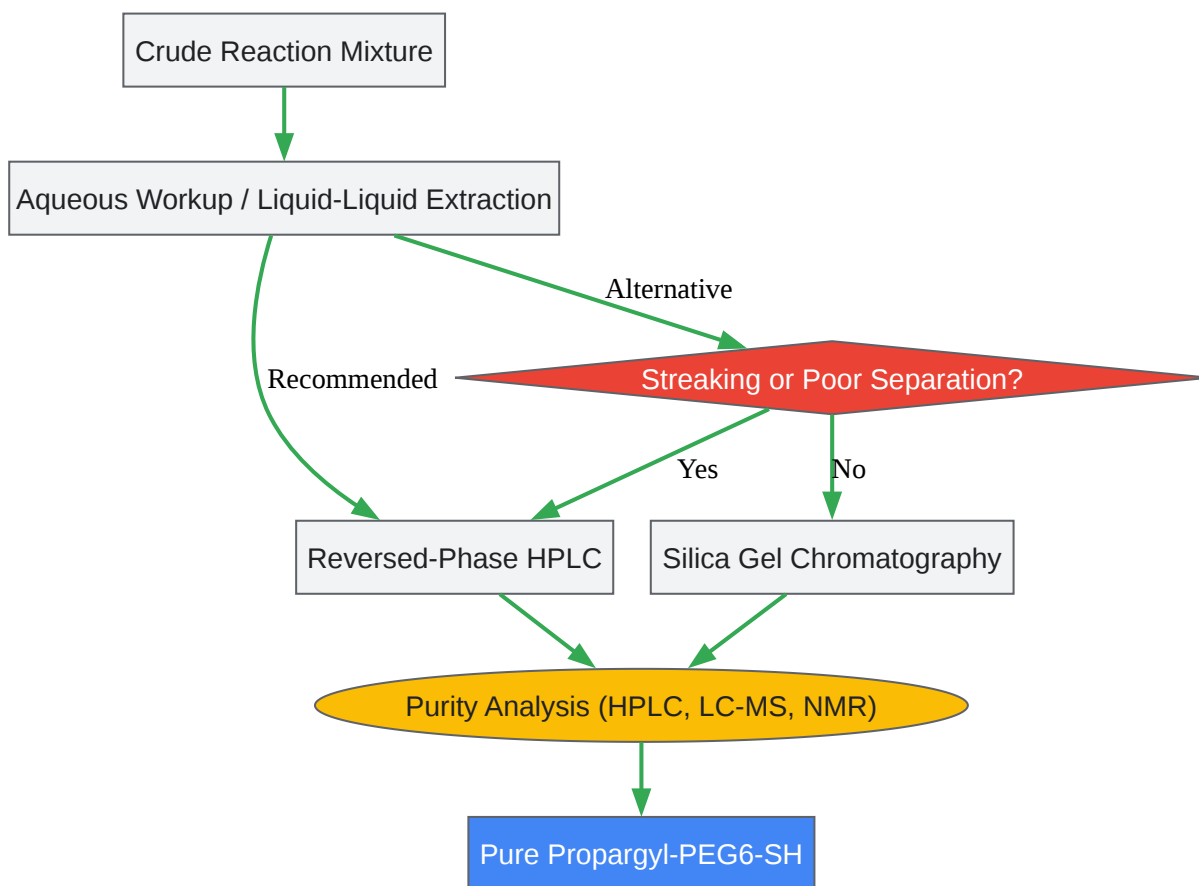 Crude Reaction Mixture
Aqueous Workup / Liquid-Liquid Extraction
Alternative
Recommended
Streaking or Poor Separation?
Yes
No
Reversed-Phase HPLC
Silica Gel Chromatography
Purity Analysis (HPLC, LC-MS, NMR)
Pure Propargyl-PEG6-SH